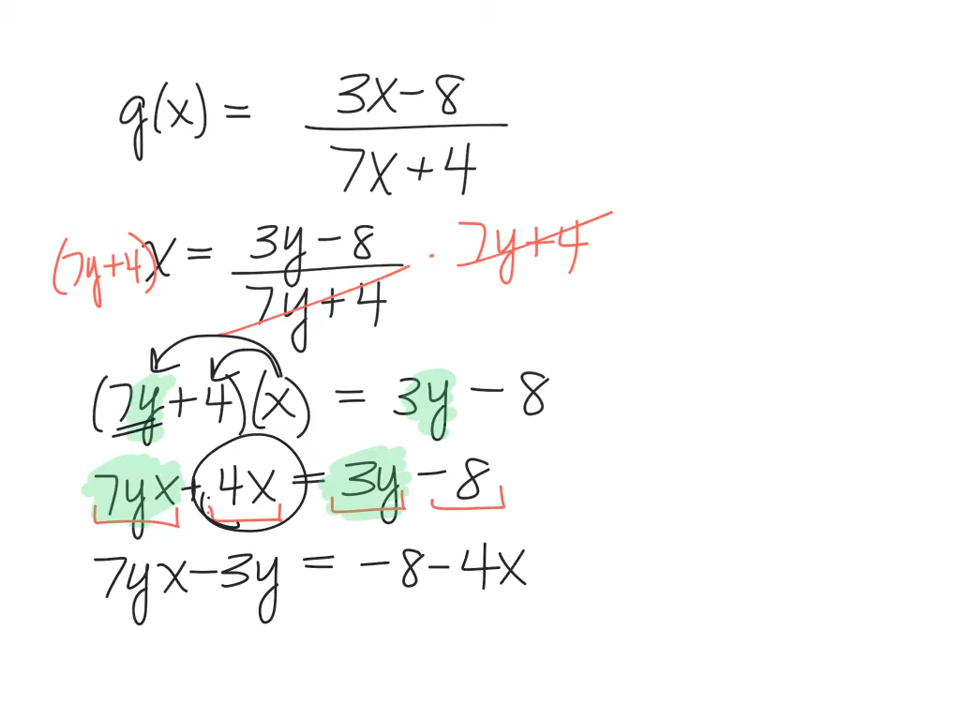 g(x) = (3x-8)/(7x+4)
(7y+4)x = (3y-8)/(7y+4) · 7y+4
(7y+4)(x) = 3y-8
7yx+4x=3y-8
7yx-3y = -8-4x